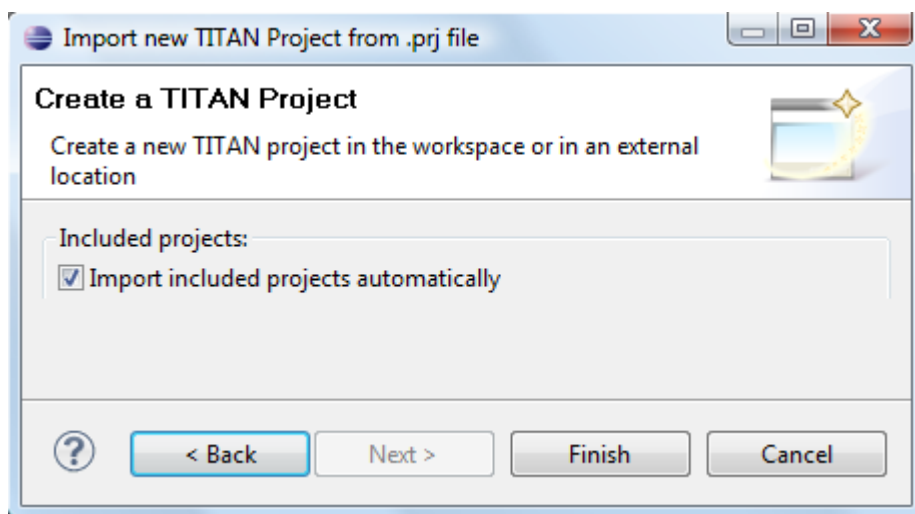 Import new TITAN Project from .prj file
Create a TITAN Project
Create a new TITAN project in the workspace or in an external
location
Included projects:
Import included projects automatically
? < Back Next > Finish Cancel